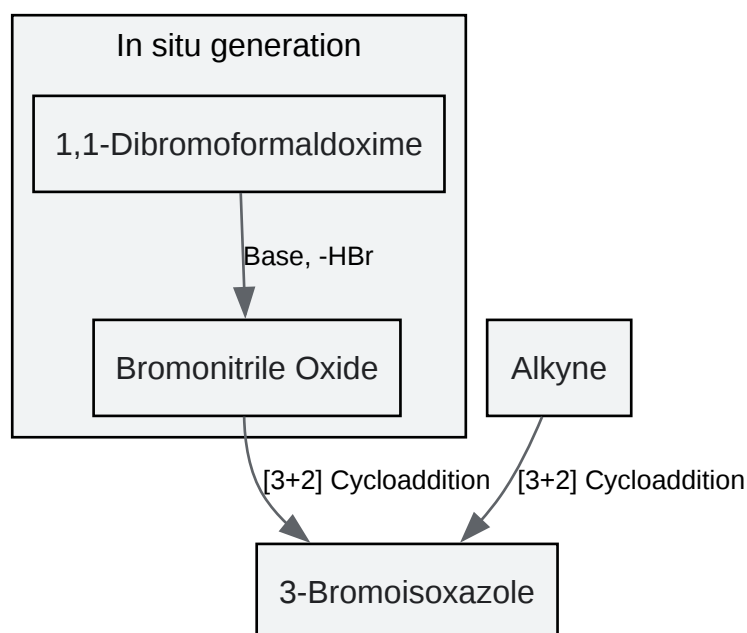 In situ generation
1,1-Dibromoformaldoxime
Base, -HBr
Bromonitrile Oxide
Alkyne
[3+2] Cycloaddition
[3+2] Cycloaddition
3-Bromoisoxazole